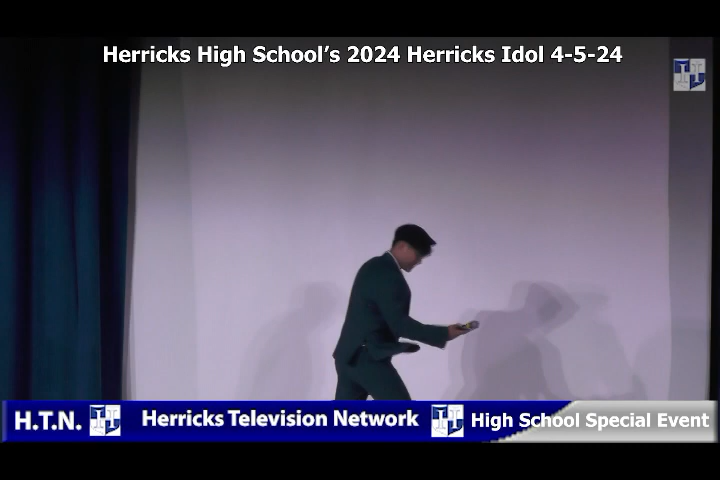 Herricks High School's 2024 Herricks Idol 4-5-24
H.T.N. Herricks Television Network High School Special Event